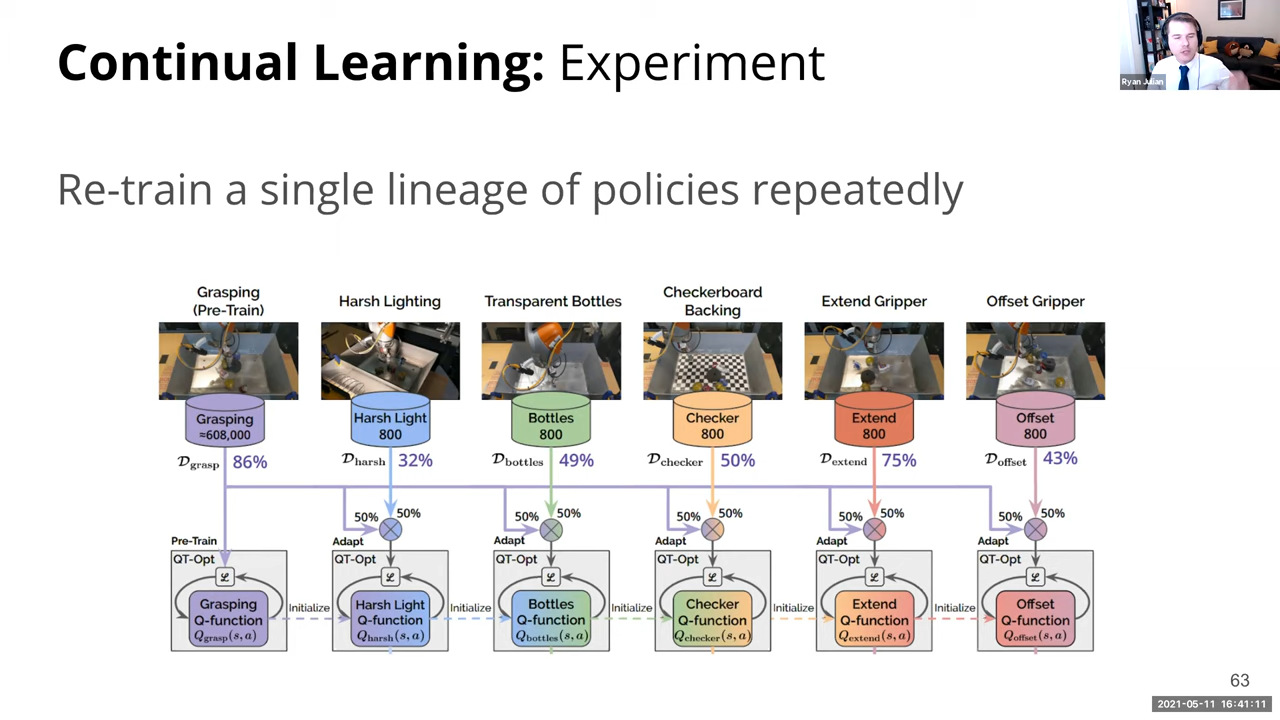 Continual Learning: Experiment
Ryan Julian
Re-train a single lineage of policies repeatedly
Grasping
(Pre-Train)
Harsh Lighting
Transparent Bottles
Checkerboard
Backing
Extend Gripper
Offset Gripper
Grasping
≈608,000
Harsh Light
800
Bottles
800
Checker
800
Extend
800
Offset
800
𝒟grasp 86%
𝒟harsh 32%
𝒟bottles 49%
𝒟checker 50%
𝒟extend 75%
𝒟offset 43%
50% 50%
50% 50%
50% 50%
50% 50%
50% 50%
Pre-Train
Adapt
Adapt
Adapt
Adapt
Adapt
QT-Opt
QT-Opt
QT-Opt
QT-Opt
QT-Opt
QT-Opt
ℒ
ℒ
ℒ
ℒ
ℒ
ℒ
Grasping
Q-function
Qgrasp(s,a)
Initialize
Harsh Light
Q-function
Qharsh(s,a)
Initialize
Bottles
Q-function
Qbottles(s,a)
Initialize
Checker
Q-function
Qchecker(s,a)
Initialize
Extend
Q-function
Qextend(s,a)
Initialize
Offset
Q-function
Qoffset(s,a)
63
2021-05-11 16:41:11